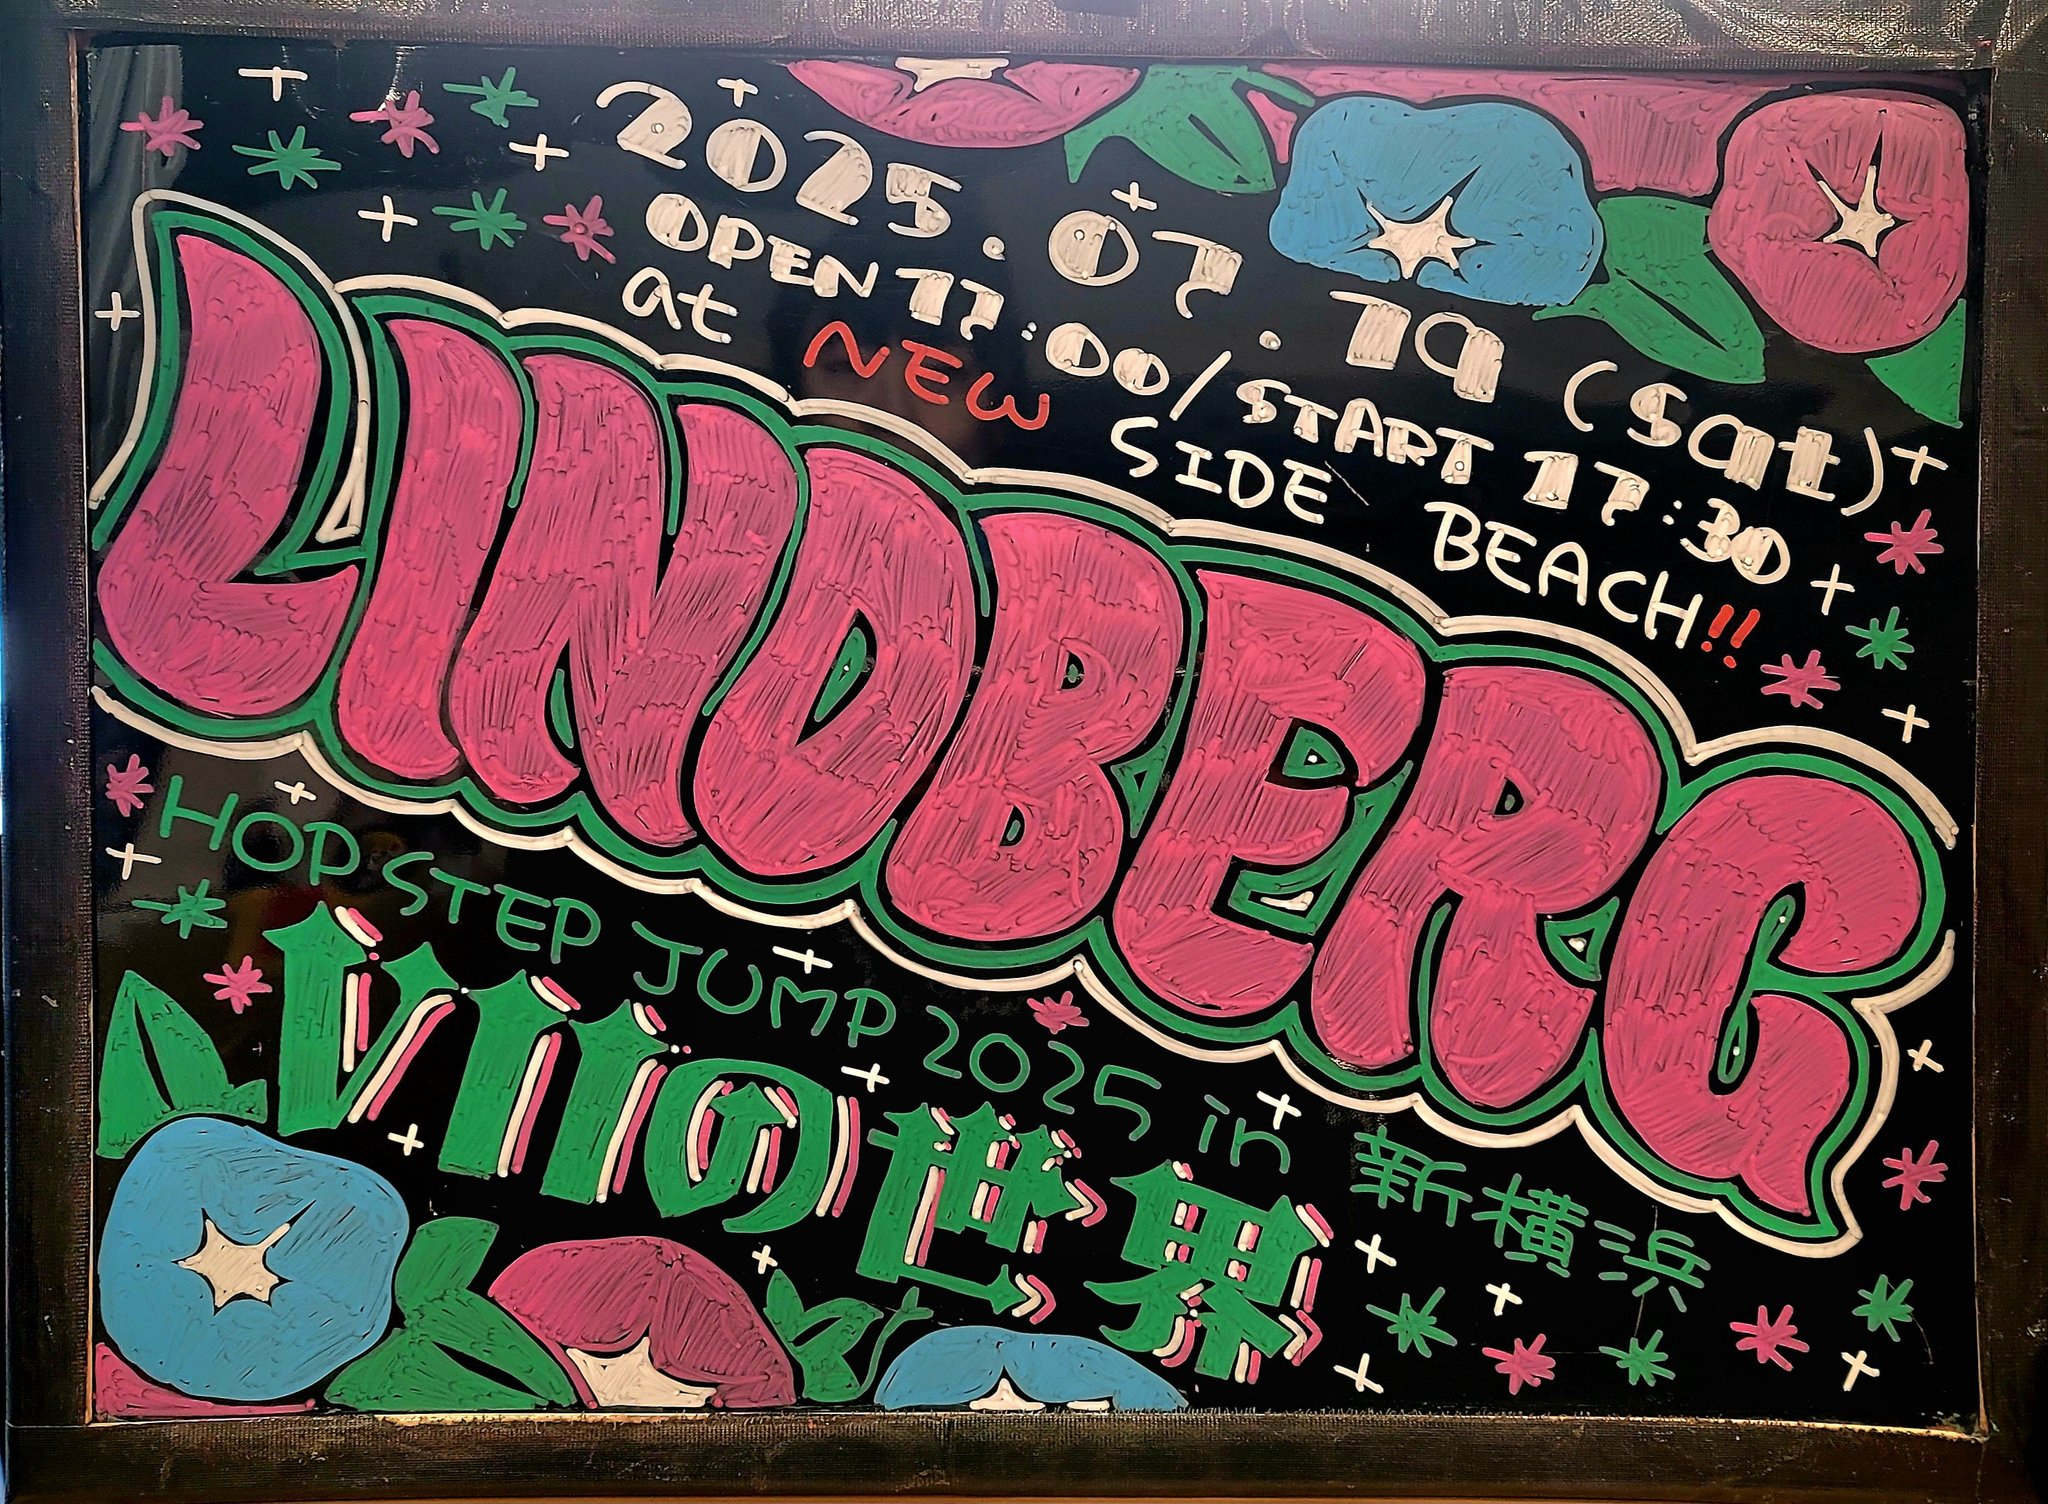 2025.07.19 (sat)
OPEN 17:00/START 17:30
at NEW SIDE BEACH!!
LINDBERG
HOP STEP JUMP 2025 in 新横浜
VIIの世界